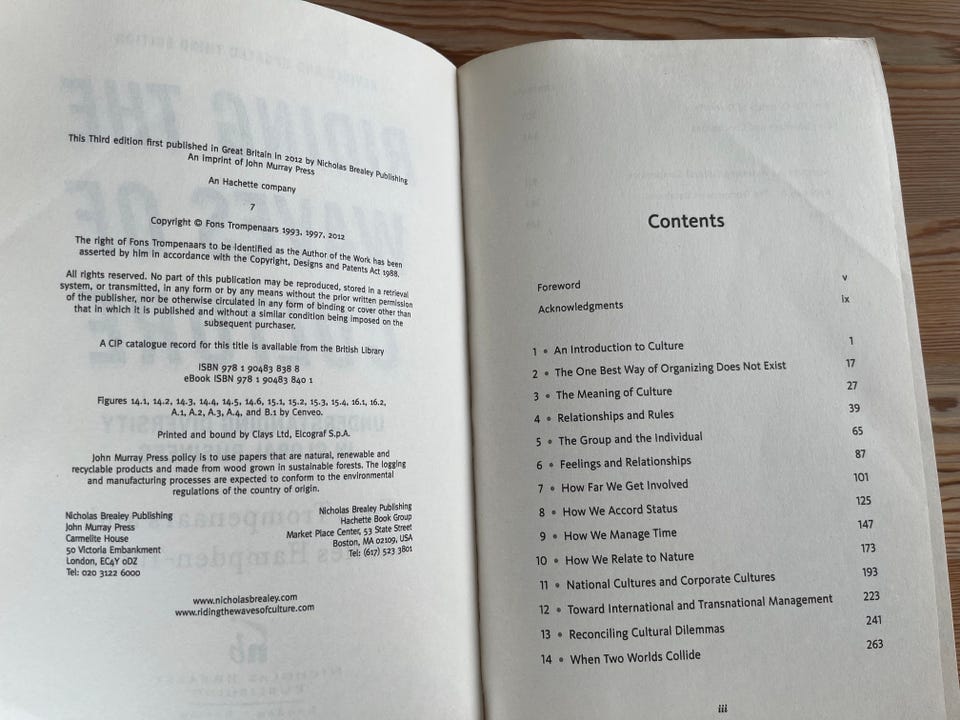 This Third edition first published in Great Britain in 2012 by Nicholas Brealey Publishing
An Imprint of John Murray Press
An Hachette company
7
Copyright © Fons Trompenaars 1993, 1997, 2012
The right of Fons Trompenaars to be identified as the Author of the Work has been
asserted by him in accordance with the Copyright, Designs and Patents Act 1988.
All rights reserved. No part of this publication may be reproduced, stored in a retrieval
system, or transmitted, in any form or by any means without the prior written permission
of the publisher, nor be otherwise circulated in any form of binding or cover other than
that in which it is published and without a similar condition being imposed on the
subsequent purchaser.
A CIP catalogue record for this title is available from the British Library
ISBN 978 1 90483 838 8
eBook ISBN 978 1 90483 840 1
Figures 14.1, 14.2, 14.3, 14.4, 14.5, 14.6, 15.1, 15.2, 15.3, 15.4, 16.1, 16.2,
A.1, A.2, A.3, A.4, and B.1 by Cenveo.
Printed and bound by Clays Ltd, Elcograf S.p.A.
John Murray Press policy is to use papers that are natural, renewable and
recyclable products and made from wood grown in sustainable forests. The logging
and manufacturing processes are expected to conform to the environmental
regulations of the country of origin.
Nicholas Brealey Publishing
John Murray Press
Carmelite House
50 Victoria Embankment
London, EC4Y 0DZ
Tel: 020 3122 6000
Nicholas Brealey Publishing
Hachette Book Group
Market Place Center, 53 State Street
Boston, MA 02109, USA
Tel: (617) 523 3801
www.nicholasbrealey.com
www.ridingthewavesofculture.com
Contents
Foreword v
Acknowledgments ix
1 • An Introduction to Culture 1
2 • The One Best Way of Organizing Does Not Exist 17
3 • The Meaning of Culture 27
4 • Relationships and Rules 39
5 • The Group and the Individual 65
6 • Feelings and Relationships 87
7 • How Far We Get Involved 101
8 • How We Accord Status 125
9 • How We Manage Time 147
10 • How We Relate to Nature 173
11 • National Cultures and Corporate Cultures 193
12 • Toward International and Transnational Management 223
13 • Reconciling Cultural Dilemmas 241
14 • When Two Worlds Collide 263
iii